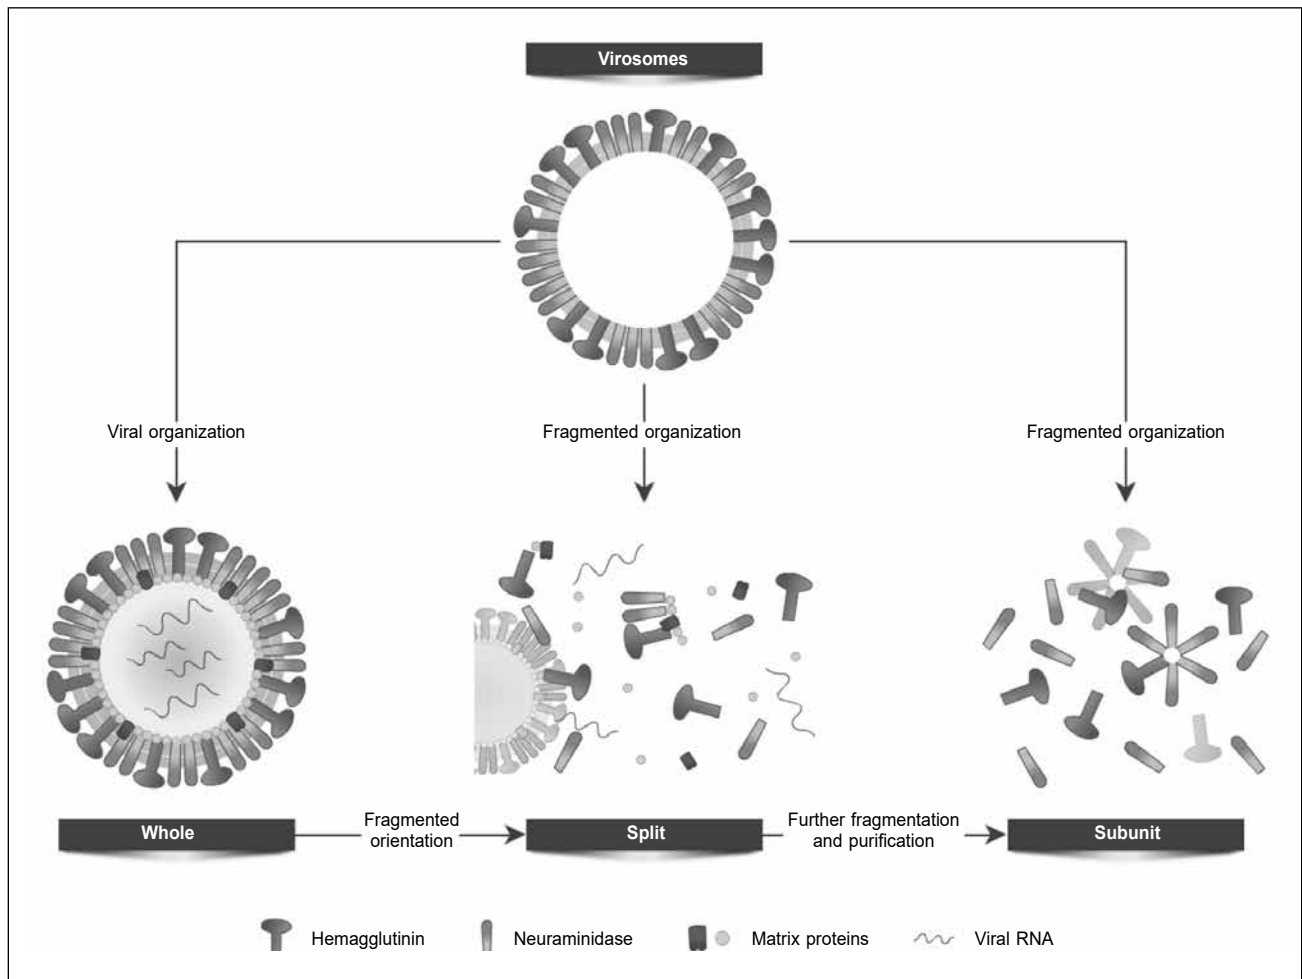 Virosomes
Viral organization
Fragmented organization
Fragmented organization
Whole
Fragmented
orientation
Split
Further fragmentation
and purification
Subunit
Hemagglutinin
Neuraminidase
Matrix proteins
Viral RNA